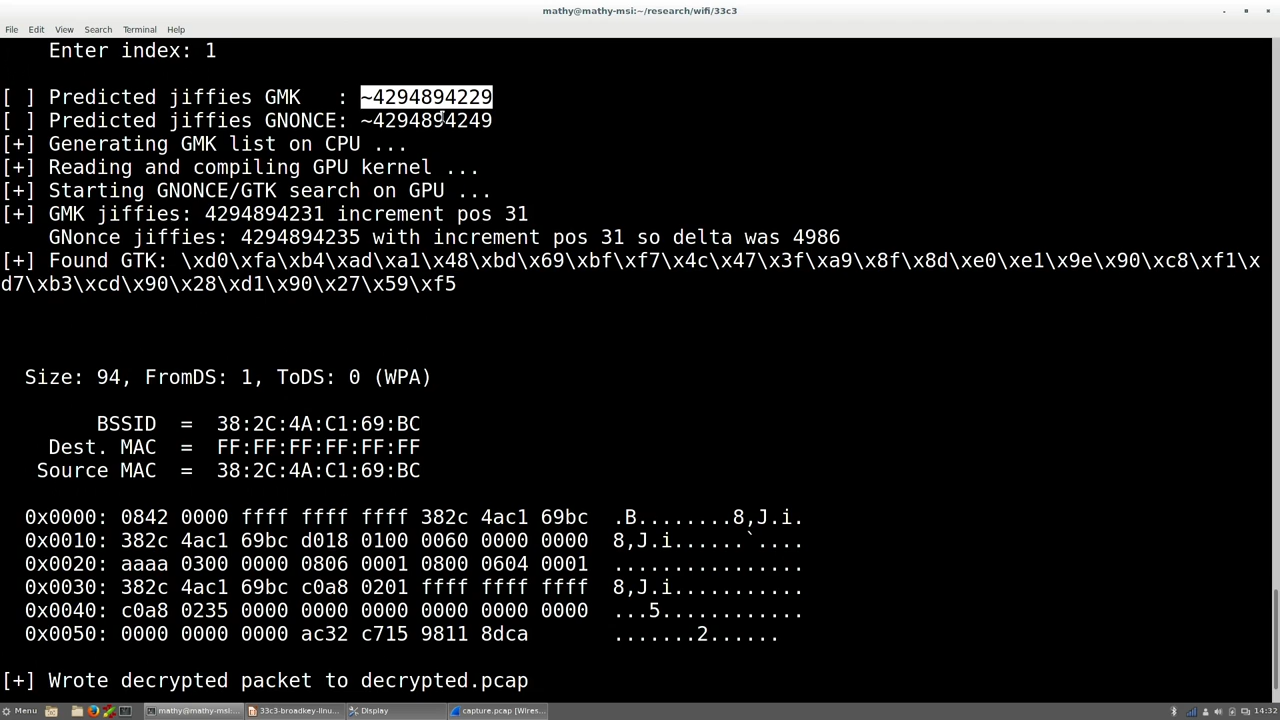 mathy@mathy-msi:~/research/wifi/33c3
File Edit View Search Terminal Help
Enter index: 1
[ ] Predicted jiffies GMK   : ~4294894229
[ ] Predicted jiffies GNONCE: ~4294894249
[+] Generating GMK list on CPU ...
[+] Reading and compiling GPU kernel ...
[+] Starting GNONCE/GTK search on GPU ...
[+] GMK jiffies: 4294894231 increment pos 31
GNonce jiffies: 4294894235 with increment pos 31 so delta was 4986
[+] Found GTK: \xd0\xfa\xb4\xad\xa1\x48\xbd\x69\xbf\xf7\x4c\x47\x3f\xa9\x8f\x8d\xe0\xe1\x9e\x90\xc8\xf1\x
d7\xb3\xcd\x90\x28\xd1\x90\x27\x59\xf5
Size: 94, FromDS: 1, ToDS: 0 (WPA)
BSSID  =  38:2C:4A:C1:69:BC
Dest. MAC  =  FF:FF:FF:FF:FF:FF
Source MAC  =  38:2C:4A:C1:69:BC
0x0000: 0842 0000 ffff ffff ffff 382c 4ac1 69bc  .B........8,J.i.
0x0010: 382c 4ac1 69bc d018 0100 0060 0000 0000  8,J.i......`....
0x0020: aaaa 0300 0000 0806 0001 0800 0604 0001  ................
0x0030: 382c 4ac1 69bc c0a8 0201 ffff ffff ffff  8,J.i...........
0x0040: c0a8 0235 0000 0000 0000 0000 0000 0000  ...5............
0x0050: 0000 0000 0000 ac32 c715 9811 8dca  .......2......
[+] Wrote decrypted packet to decrypted.pcap
Menu mathy@mathy-msi:... 33c3-broadkey-linu... Display capture.pcap [Wires... 14:32